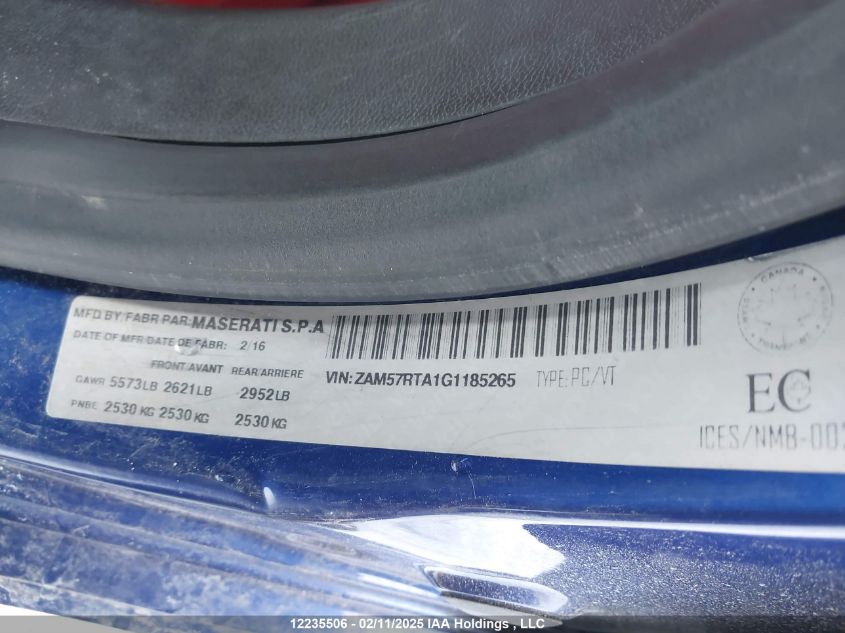 MFD BY/FABR PAR: MASERATI S.P.A
DATE OF MFR DATE DE FABR: 2/16
FRONT AVANT REAR/ARRIERE
GAWR 5573LB 2621LB 2952LB
PNBE 2530 KG 2530 KG 2530 KG
VIN: ZAM57RTA1G1185265 TYPE: PC/VT
CANADA
EC
ICES/NMB-002
12235506 - 02/11/2025 IAA Holdings , LLC